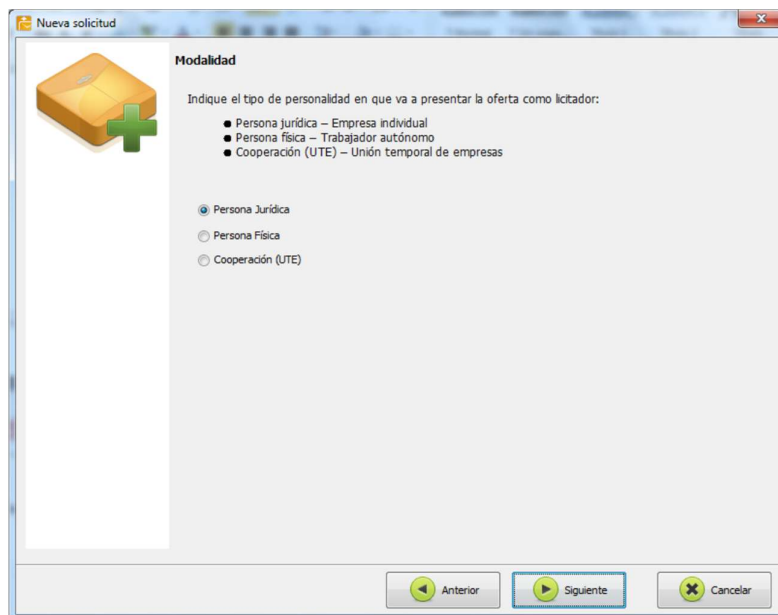 Nueva solicitud
Modalidad
Indique el tipo de personalidad en que va a presentar la oferta como licitador:
● Persona jurídica – Empresa individual
● Persona física – Trabajador autónomo
● Cooperación (UTE) – Unión temporal de empresas
Persona Jurídica
Persona Física
Cooperación (UTE)
Anterior
Siguiente
Cancelar